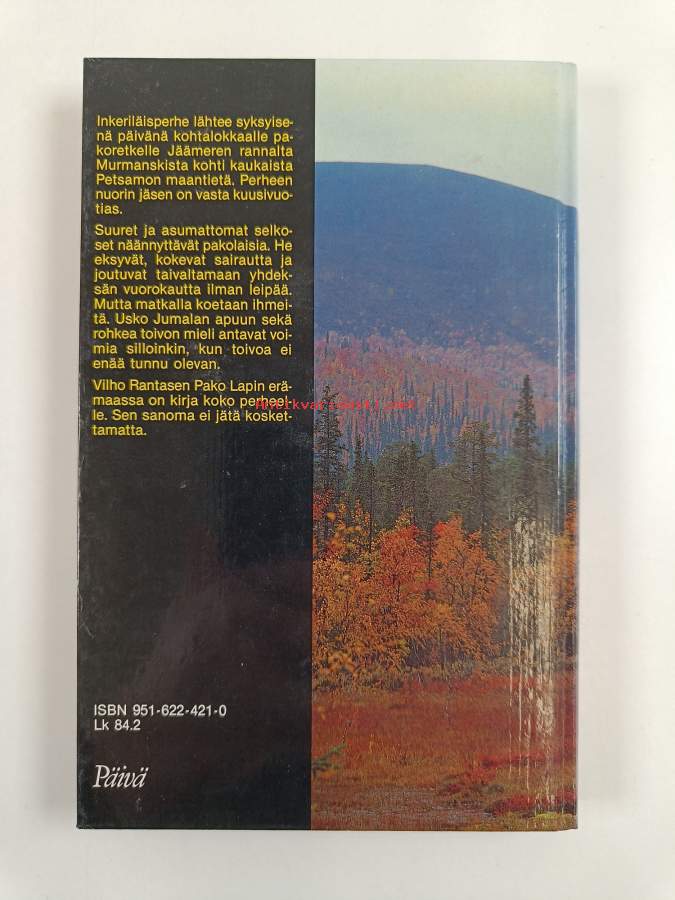 Inkeriläisperhe lähtee syksyise-
nä päivänä kohtalokkaalle pa-
koretkelle Jäämeren rannalta
Murmanskista kohti kaukaista
Petsamon maantietä. Perheen
nuorin jäsen on vasta kuusivuo-
tias.
Suuret ja asumattomat selko-
set näännyttävät pakolaisia. He
eksyvät, kokevat sairautta ja
joutuvat taivaltamaan yhdek-
sän vuorokautta ilman leipää.
Mutta matkalla koetaan ihmei-
tä. Usko Jumalan apuun sekä
rohkea toivon mieli antavat voi-
mia silloinkin, kun toivoa ei
enää tunnu olevan.
Vilho Rantasen Pako Lapin erä-
maassa on kirja koko perheel-
le. Sen sanoma ei jätä kosket-
tamatta.
Antikvariaatti.net
ISBN 951-622-421-0
Lk 84.2
Päivä